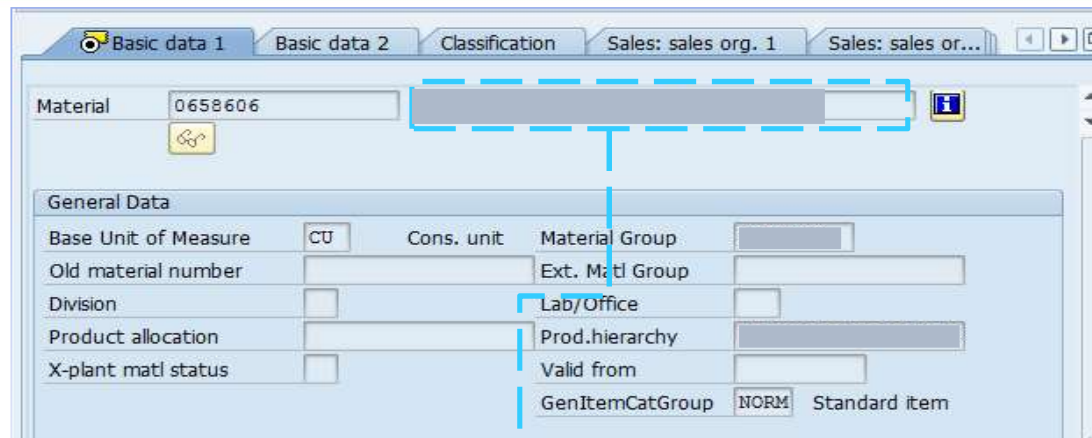 Basic data 1 Basic data 2 Classification Sales: sales org. 1 Sales: sales or...
Material 0658606
General Data
Base Unit of Measure CU Cons. unit Material Group
Old material number Ext. Matl Group
Division Lab/Office
Product allocation Prod.hierarchy
X-plant matl status Valid from
GenItemCatGroup NORM Standard item